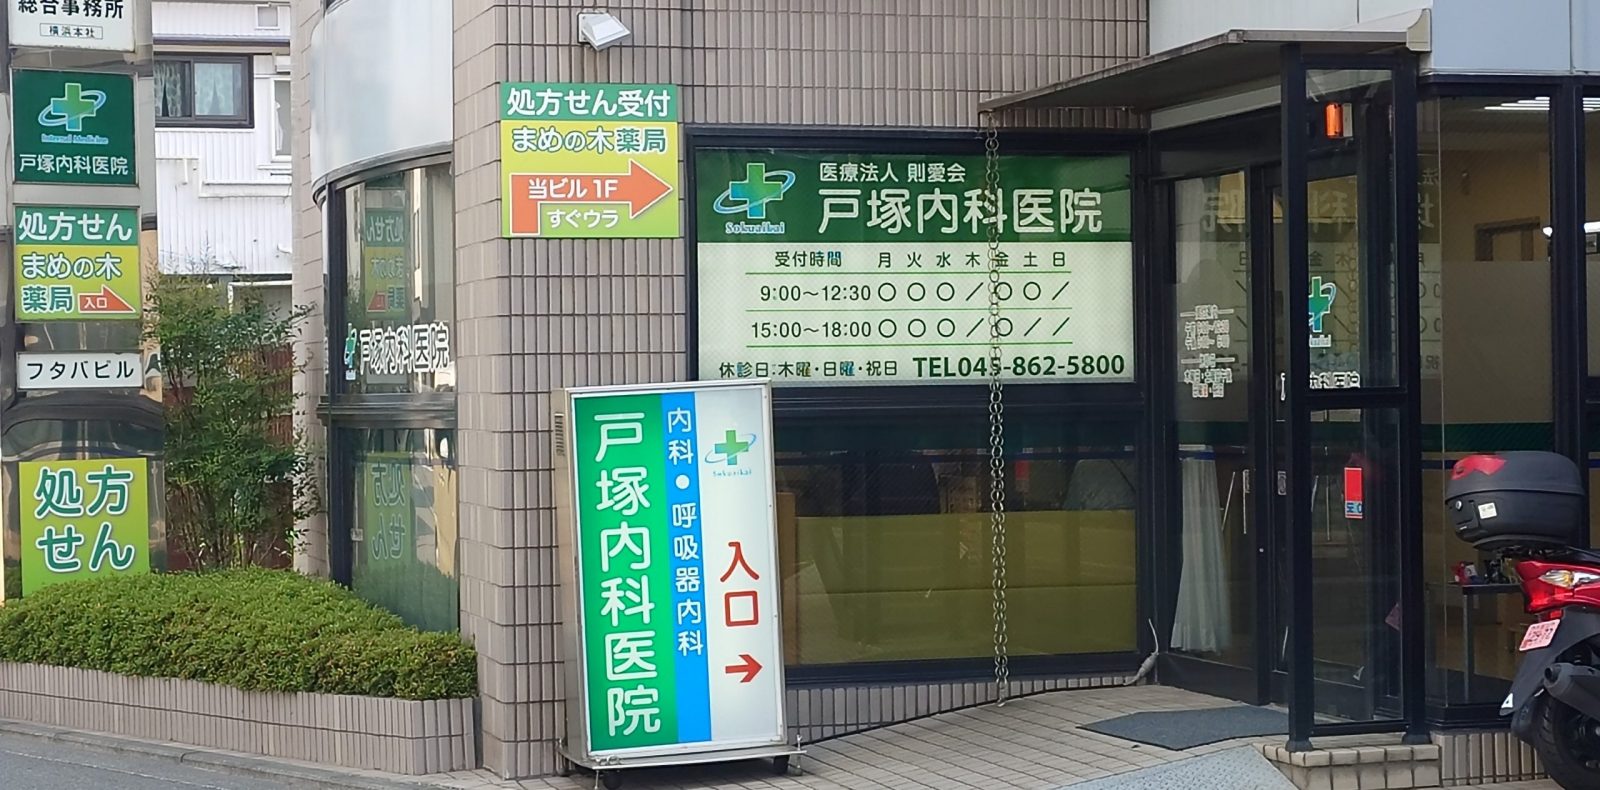 総合事務所
横浜本社
Internal Medicine
戸塚内科医院
処方せん
まめの木
薬局 入口
フタバビル
処方
せん
戸塚内科医院
処方せん受付
まめの木薬局
当ビル 1F
すぐウラ
医療法人 則愛会
戸塚内科医院
Sokuaikai
受付時間 月 火 水 木 金 土 日
9:00～12:30 〇 〇 〇 ／ 〇 〇 ／
15:00～18:00 〇 〇 〇 ／ 〇 ／ ／
休診日:木曜・日曜・祝日 TEL045-862-5800
戸塚内科医院
内科・呼吸器内科
Sokuaikai
入口
→